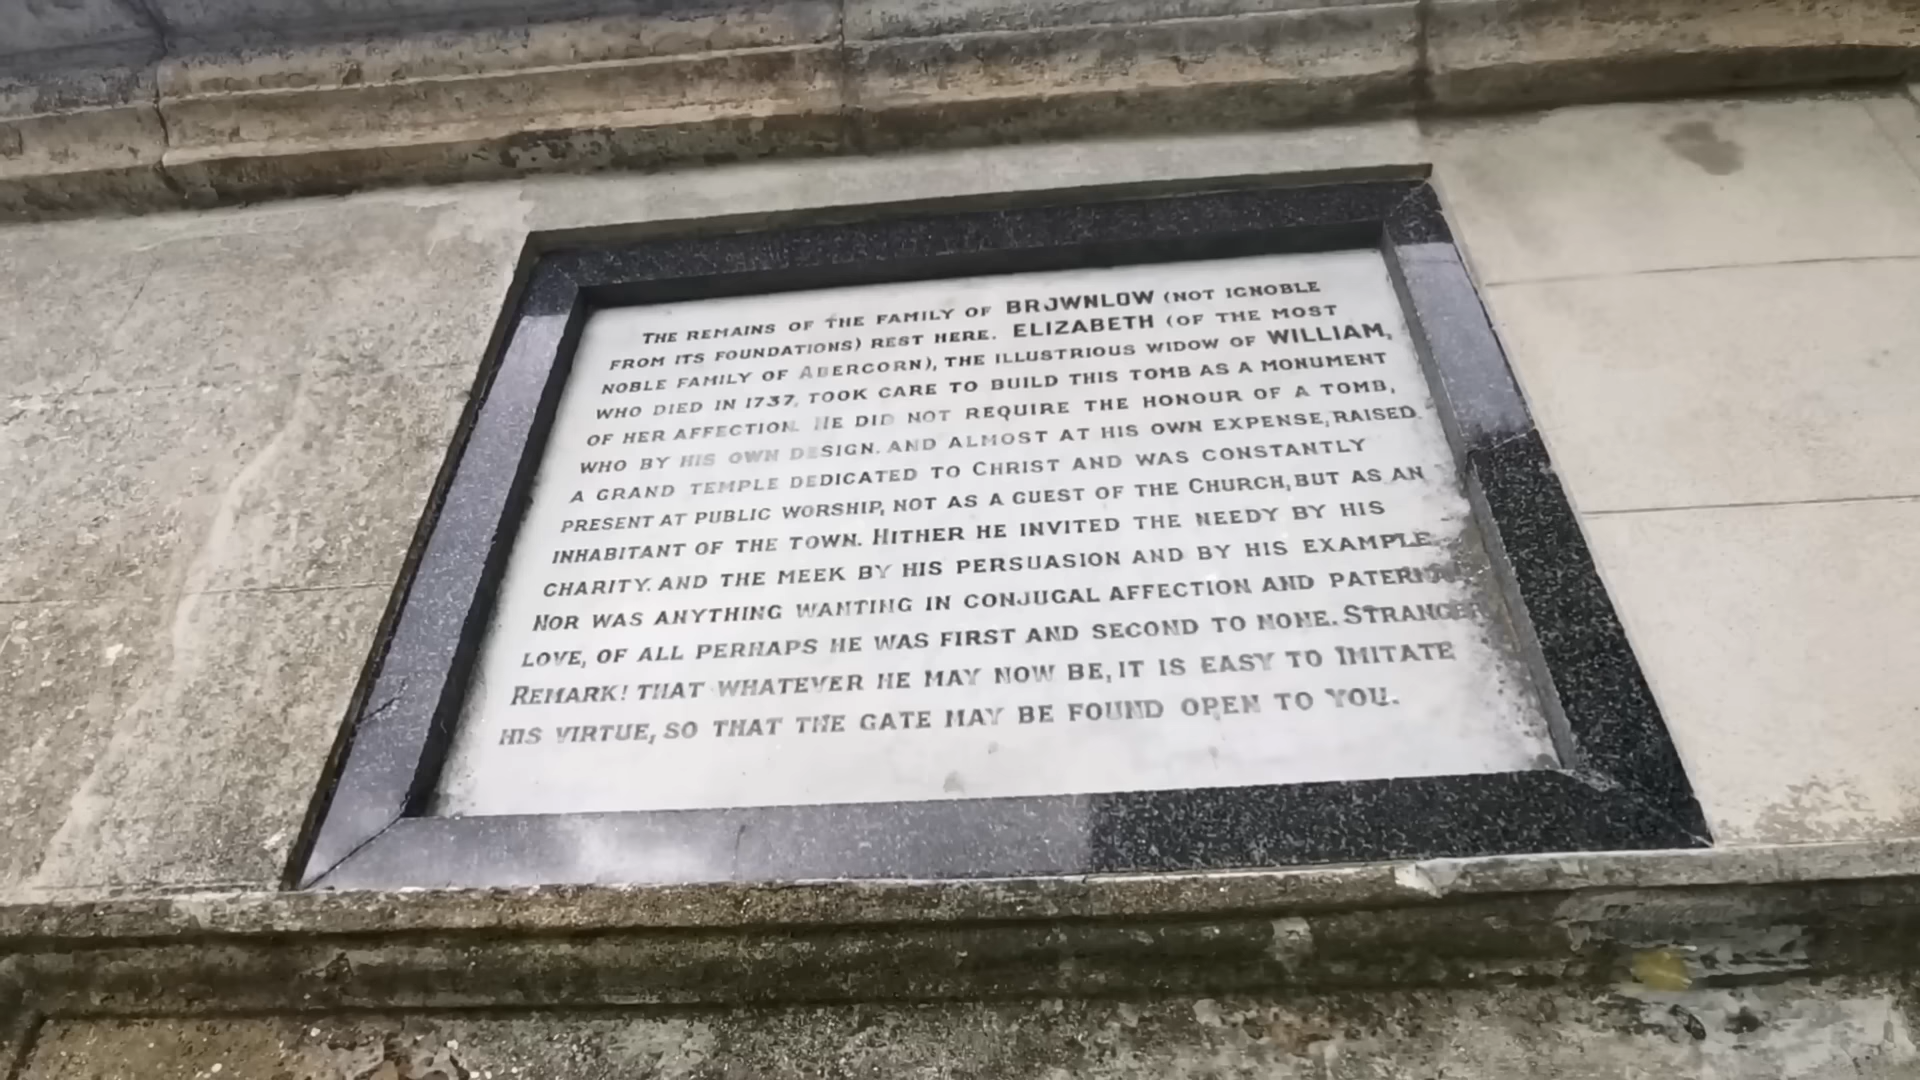 THE REMAINS OF THE FAMILY OF BROWNLOW (NOT IGNOBLE
FROM ITS FOUNDATIONS) REST HERE. ELIZABETH (OF THE MOST
NOBLE FAMILY OF ABERCORN), THE ILLUSTRIOUS WIDOW OF WILLIAM,
WHO DIED IN 1737, TOOK CARE TO BUILD THIS TOMB AS A MONUMENT
OF HER AFFECTION. HE DID NOT REQUIRE THE HONOUR OF A TOMB,
WHO BY HIS OWN DESIGN. AND ALMOST AT HIS OWN EXPENSE, RAISED.
A GRAND TEMPLE DEDICATED TO CHRIST AND WAS CONSTANTLY
PRESENT AT PUBLIC WORSHIP, NOT AS A GUEST OF THE CHURCH, BUT AS AN
INHABITANT OF THE TOWN. HITHER HE INVITED THE NEEDY BY HIS
CHARITY. AND THE MEEK BY HIS PERSUASION AND BY HIS EXAMPLE.
NOR WAS ANYTHING WANTING IN CONJUGAL AFFECTION AND PATERNAL
LOVE, OF ALL PERHAPS HE WAS FIRST AND SECOND TO NONE. STRANGER
REMARK! THAT WHATEVER HE MAY NOW BE, IT IS EASY TO IMITATE
HIS VIRTUE, SO THAT THE GATE MAY BE FOUND OPEN TO YOU.